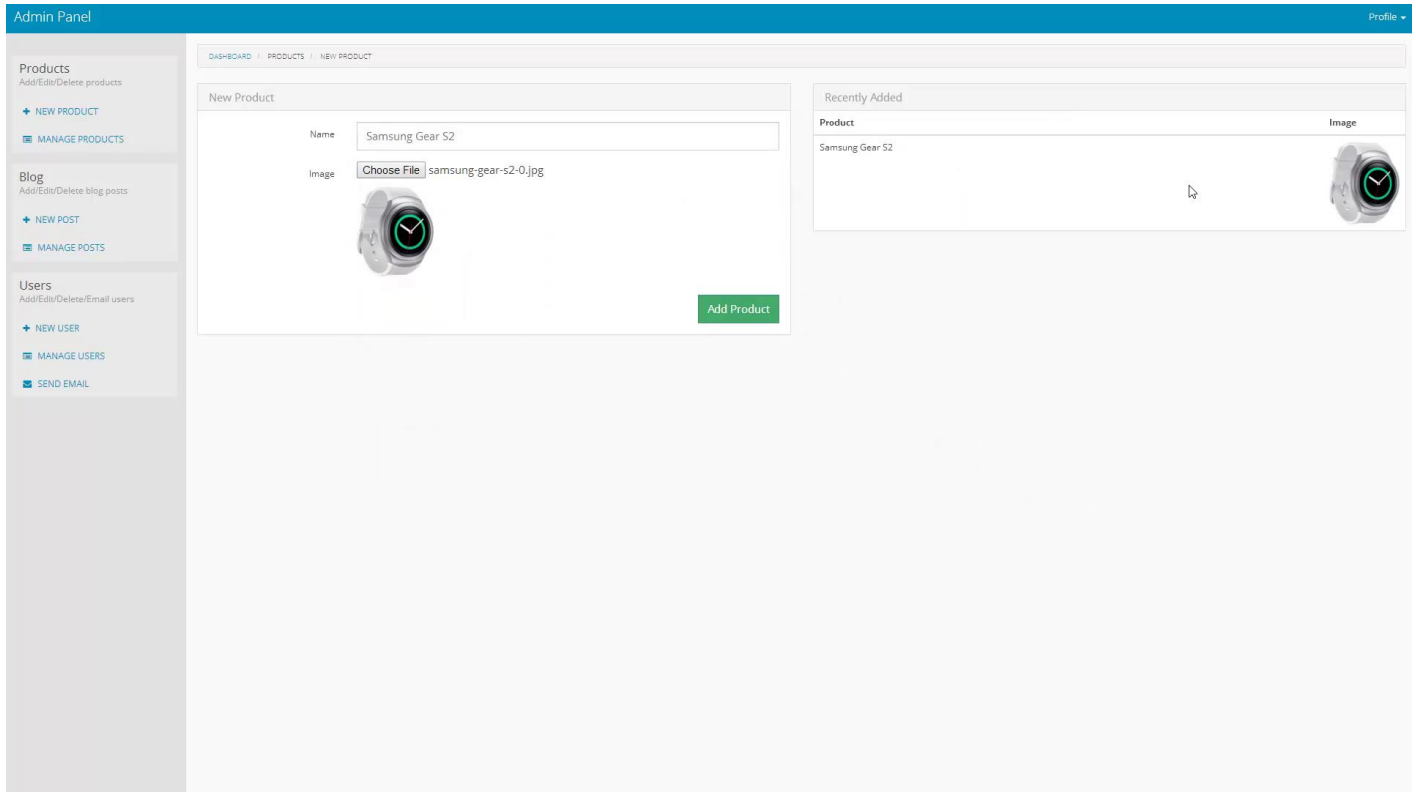 Admin Panel
Profile
Products
Add/Edit/Delete products
NEW PRODUCT
MANAGE PRODUCTS
Blog
Add/Edit/Delete blog posts
NEW POST
MANAGE POSTS
Users
Add/Edit/Delete/Email users
NEW USER
MANAGE USERS
SEND EMAIL
DASHBOARD / PRODUCTS / NEW PRODUCT
New Product
Name Samsung Gear S2
Image Choose File samsung-gear-s2-0.jpg
Add Product
Recently Added
Product Image
Samsung Gear S2